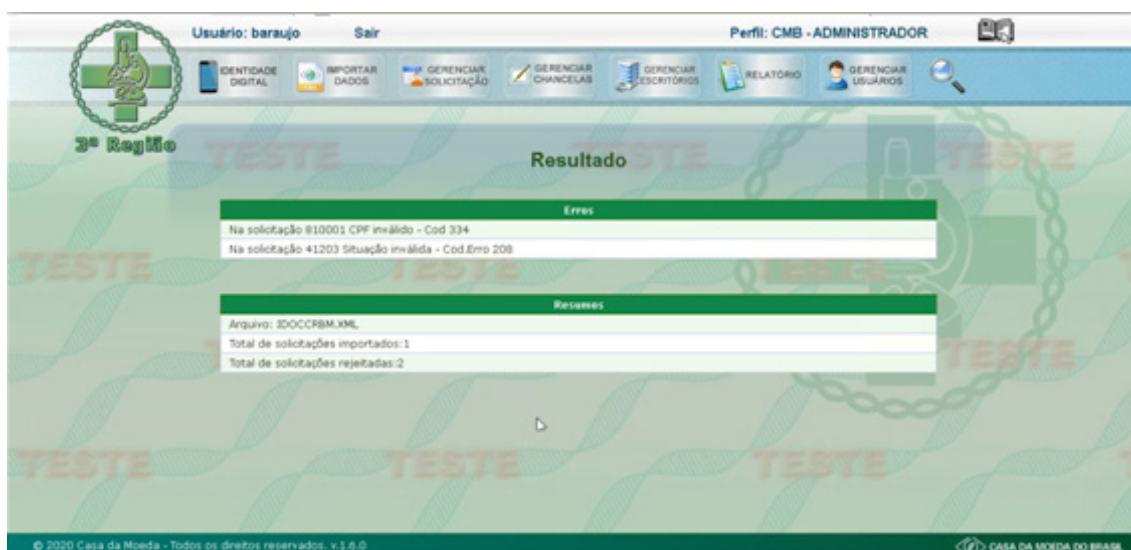 Usuário: baraujo Sair Perfil: CMB - ADMINISTRADOR
IDENTIDADE DIGITAL
IMPORTAR DADOS
GERENCIAR SOLICITAÇÃO
GERENCIAR CHANCELAS
GERENCIAR ESCRITÓRIOS
RELATÓRIO
GERENCIAR USUÁRIOS
3ª Região
TESTE TESTE TESTE
Resultado
Erros
Na solicitação 810001 CPF inválido - Cod 334
Na solicitação 41203 Situação inválida - Cod.Erro 208
TESTE TESTE TESTE
Resumos
Arquivo: IDOCCRBM.XML
Total de solicitações importados:1
Total de solicitações rejeitadas:2
TESTE
TESTE TESTE TESTE
© 2020 Casa da Moeda - Todos os direitos reservados. v.1.6.0 CASA DA MOEDA DO BRASIL